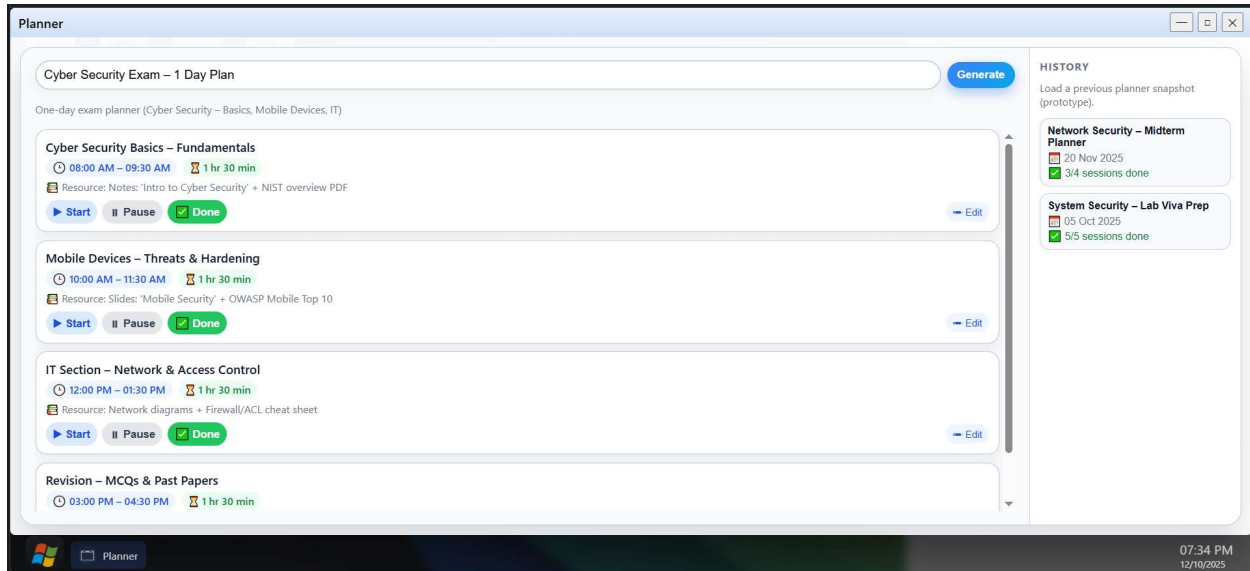 Planner
Cyber Security Exam – 1 Day Plan
Generate
One-day exam planner (Cyber Security – Basics, Mobile Devices, IT)
Cyber Security Basics – Fundamentals
08:00 AM – 09:30 AM 1 hr 30 min
Resource: Notes: 'Intro to Cyber Security' + NIST overview PDF
Start Pause Done Edit
Mobile Devices – Threats & Hardening
10:00 AM – 11:30 AM 1 hr 30 min
Resource: Slides: 'Mobile Security' + OWASP Mobile Top 10
Start Pause Done Edit
IT Section – Network & Access Control
12:00 PM – 01:30 PM 1 hr 30 min
Resource: Network diagrams + Firewall/ACL cheat sheet
Start Pause Done Edit
Revision – MCQs & Past Papers
03:00 PM – 04:30 PM 1 hr 30 min
HISTORY
Load a previous planner snapshot
(prototype).
Network Security – Midterm
Planner
20 Nov 2025
3/4 sessions done
System Security – Lab Viva Prep
05 Oct 2025
5/5 sessions done
Planner
07:34 PM
12/10/2025